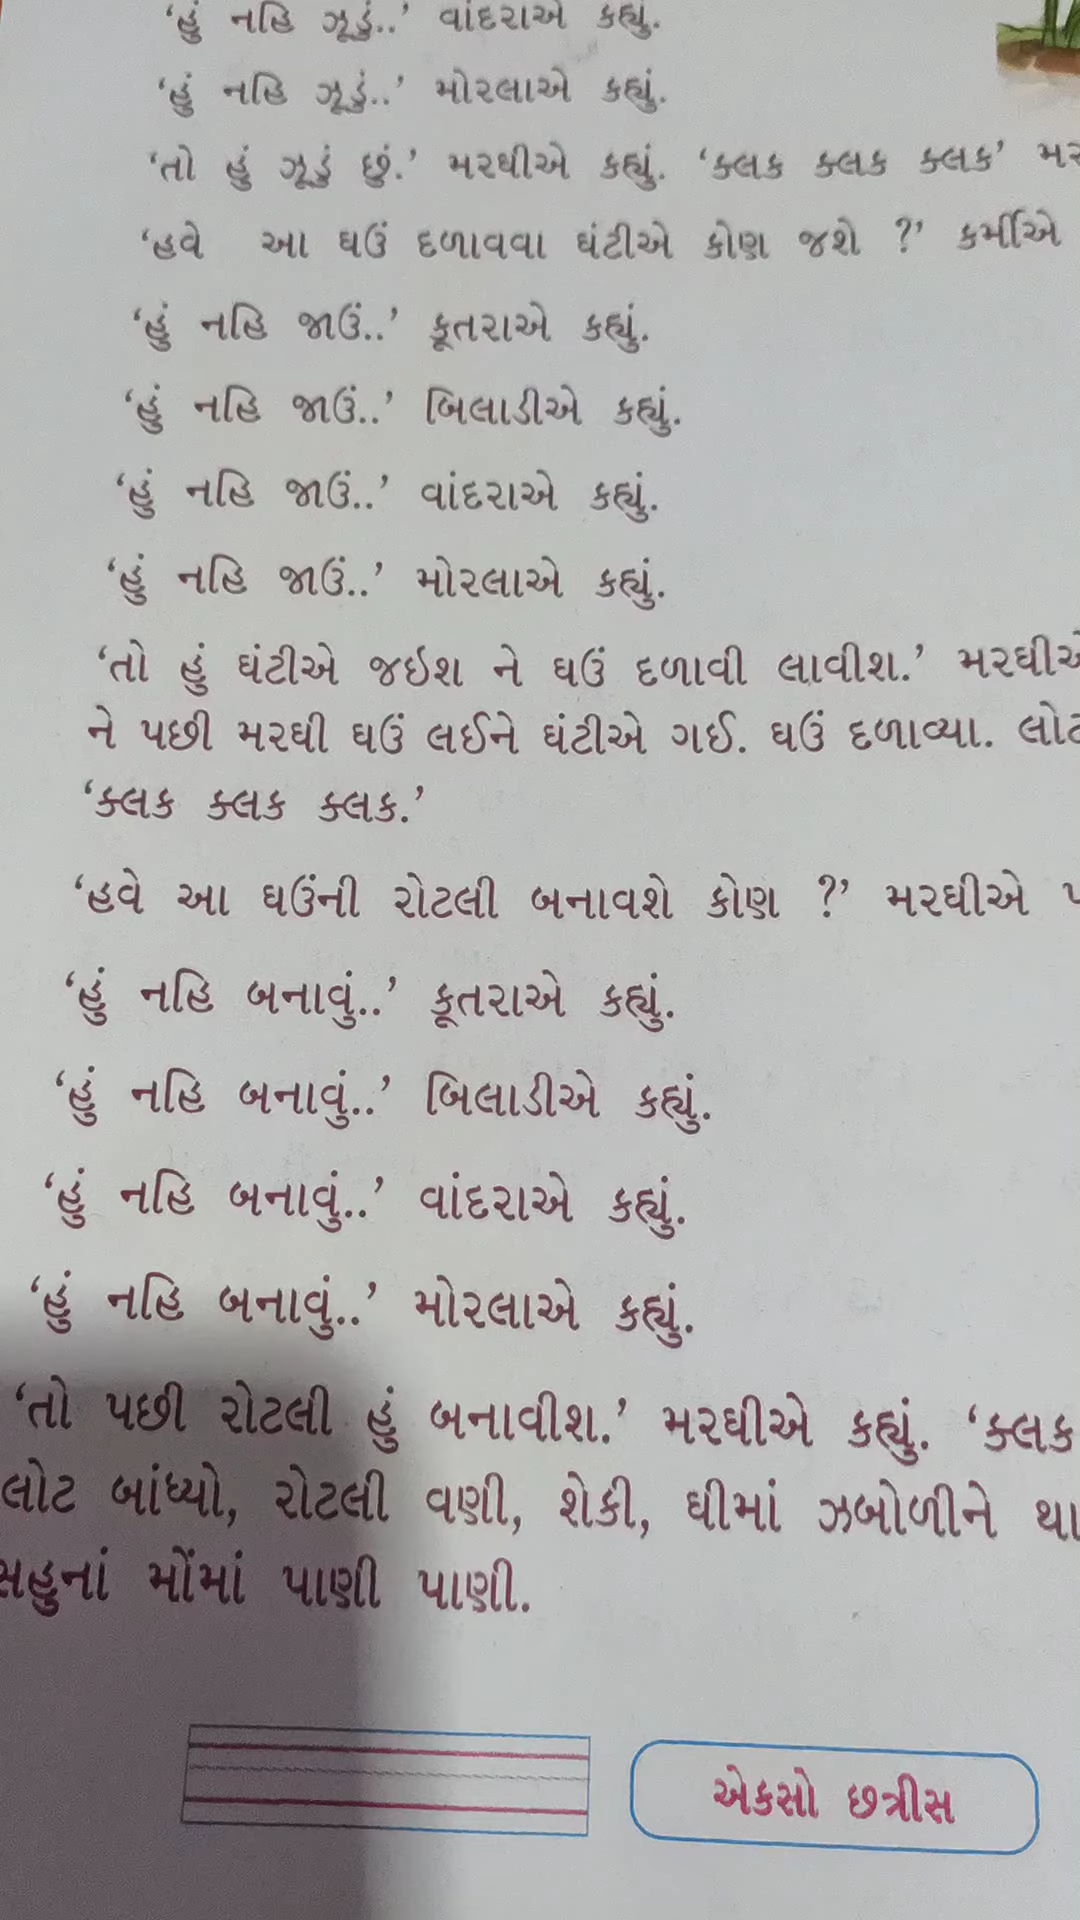 ‘હું નહિ ઝૂડું..’ વાંદરાએ કહ્યું.
‘હું નહિ ઝૂડું..’ મોરલાએ કહ્યું.
‘તો હું ઝૂડું છું.’ મરઘીએ કહ્યું. ‘ક્લક ક્લક ક્લક’
‘હવે આ ઘઉં દળાવવા ઘંટીએ કોણ જશે ?’ કર્મીએ
‘હું નહિ જાઉં..’ કૂતરાએ કહ્યું.
‘હું નહિ જાઉં..’ બિલાડીએ કહ્યું.
‘હું નહિ જાઉં..’ વાંદરાએ કહ્યું.
‘હું નહિ જાઉં..’ મોરલાએ કહ્યું.
‘તો હું ઘંટીએ જઇશ ને ઘઉં દળાવી લાવીશ.’ મરઘીએ
ને પછી મરઘી ઘઉં લઈને ઘંટીએ ગઈ. ઘઉં દળાવ્યા. લોટ
‘ક્લક ક્લક ક્લક.’
‘હવે આ ઘઉંની રોટલી બનાવશે કોણ ?’ મરઘીએ
‘હું નહિ બનાવું..’ કૂતરાએ કહ્યું.
‘હું નહિ બનાવું..’ બિલાડીએ કહ્યું.
‘હું નહિ બનાવું..’ વાંદરાએ કહ્યું.
‘હું નહિ બનાવું..’ મોરલાએ કહ્યું.
‘તો પછી રોટલી હું બનાવીશ.’ મરઘીએ કહ્યું. ‘ક્લક
લોટ બાંધ્યો, રોટલી વણી, શેકી, ઘીમાં ઝબોળીને
સહુનાં મોંમાં પાણી પાણી.
એકસો છત્રીસ